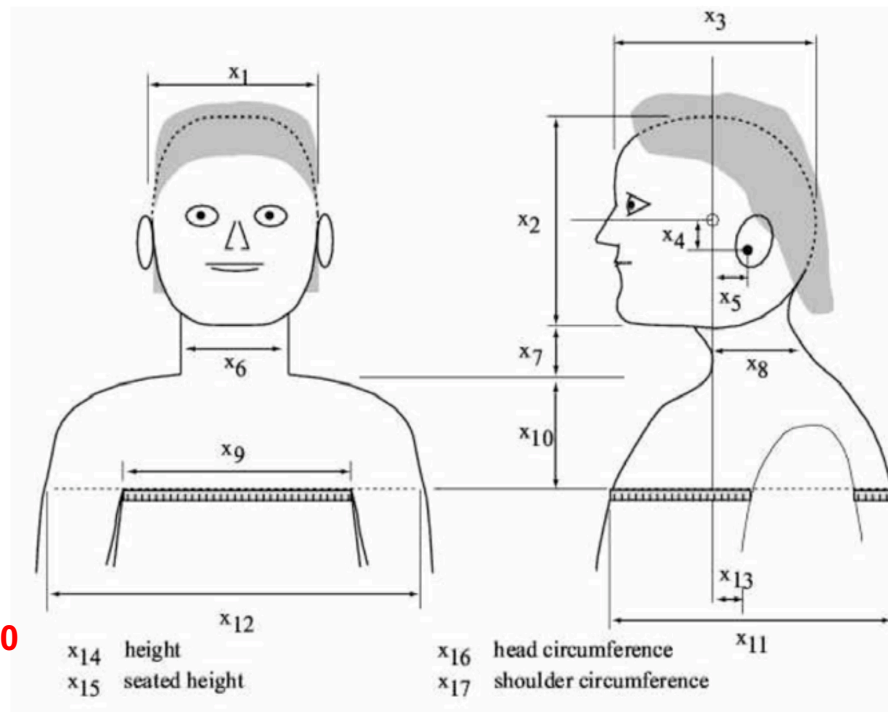 x3
x1
x2
x4
x5
x7
x6
x8
x10
x9
x13
x12
x11
0
x14 height
x16 head circumference
x15 seated height
x17 shoulder circumference